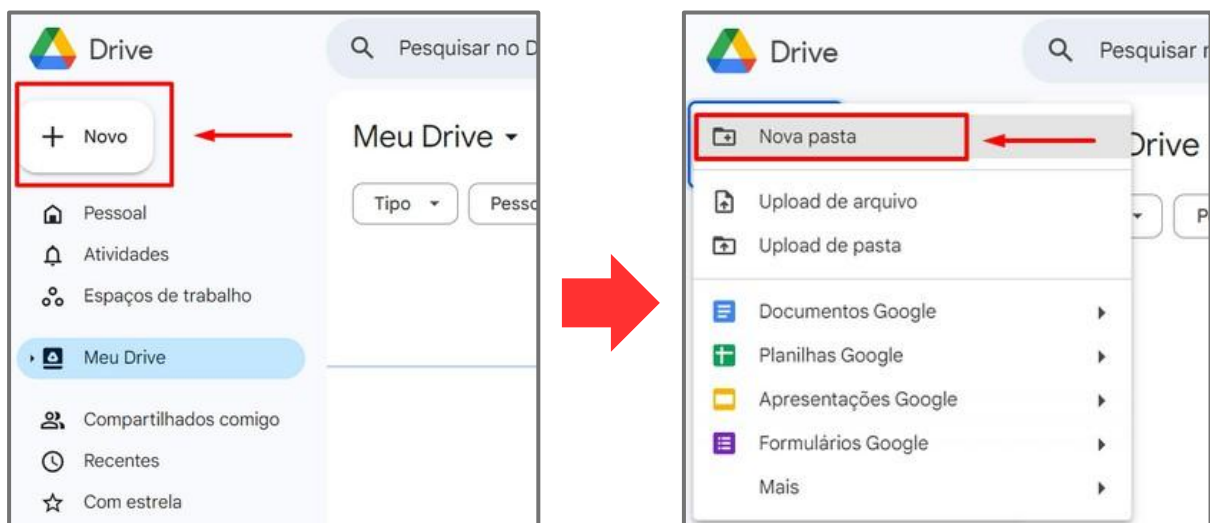 Drive
Pesquisar no D
Novo
Meu Drive
Tipo
Pesso
Pessoal
Atividades
Espaços de trabalho
Meu Drive
Compartilhados comigo
Recentes
Com estrela
Drive
Pesquisar r
Nova pasta
Drive
Upload de arquivo
P
Upload de pasta
Documentos Google
Planilhas Google
Apresentações Google
Formulários Google
Mais